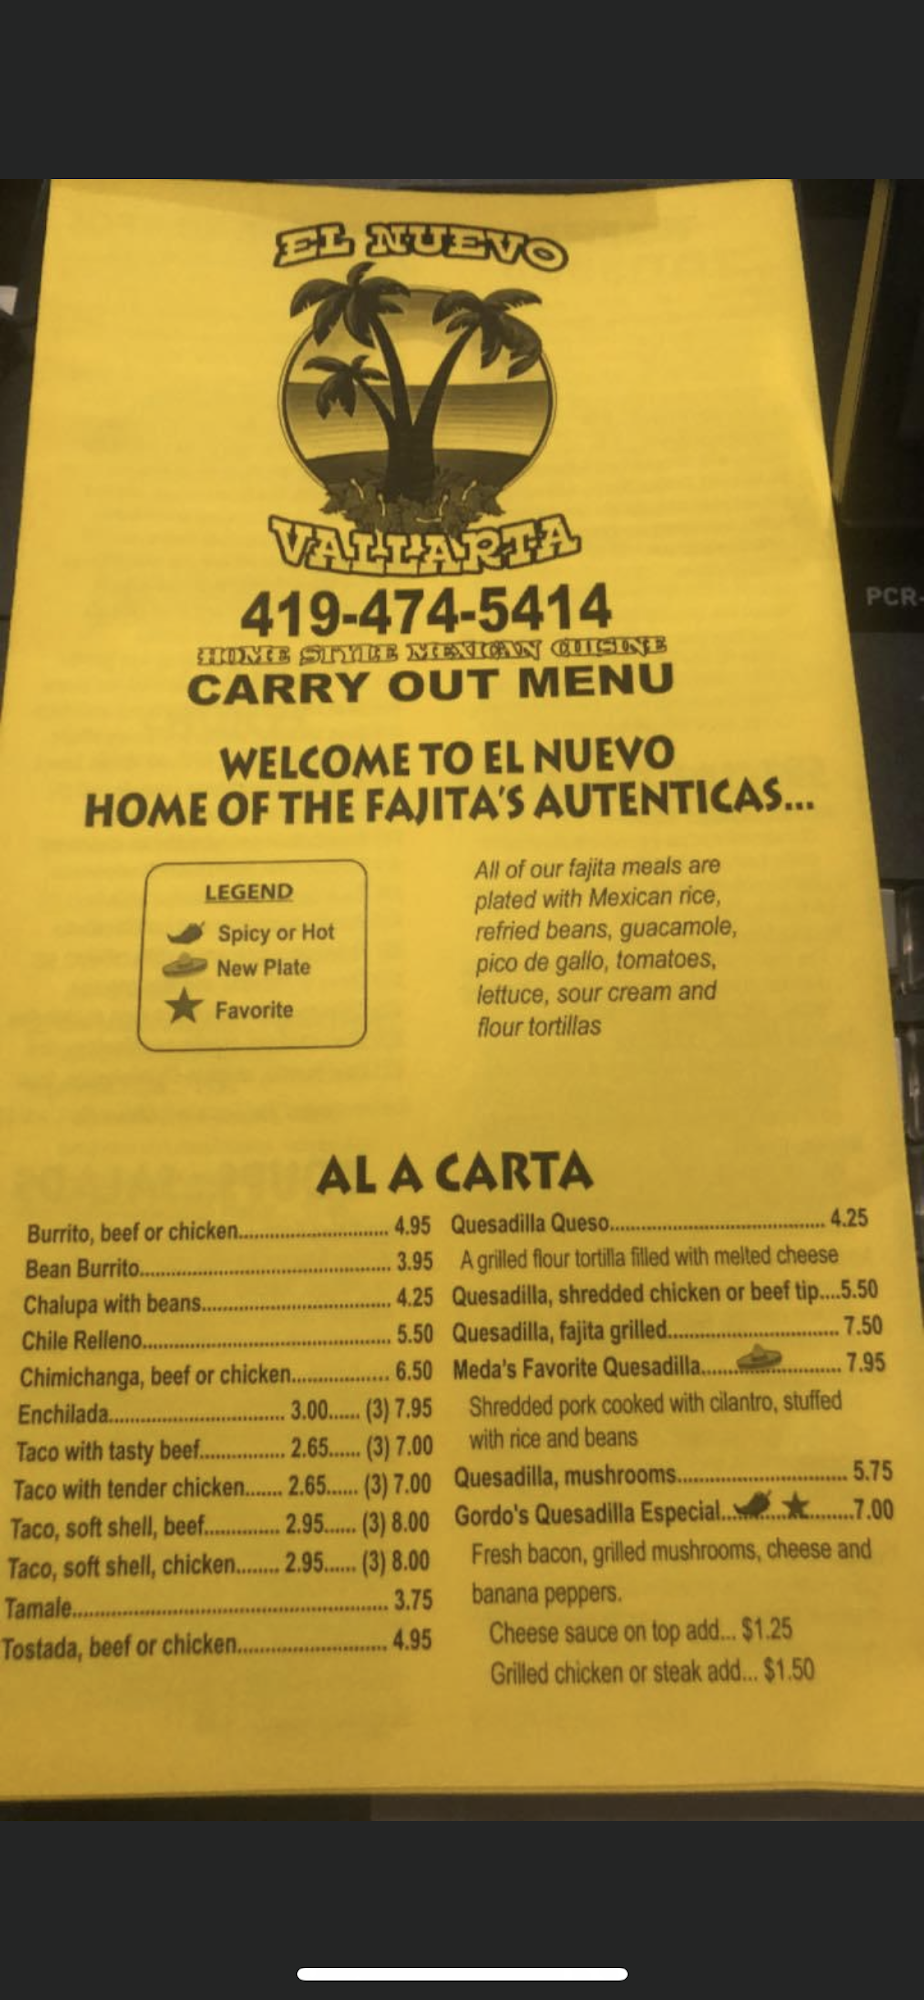 EL NUEVO
VALLARTA
419-474-5414
HOME STYLE MEXICAN CUISINE
CARRY OUT MENU
WELCOME TO EL NUEVO
HOME OF THE FAJITA'S AUTENTICAS...
LEGEND
Spicy or Hot
New Plate
Favorite
All of our fajita meals are
plated with Mexican rice,
refried beans, guacamole,
pico de gallo, tomatoes,
lettuce, sour cream and
flour tortillas
PCR-
AL A CARTA
Burrito, beef or chicken............................ 4.95
Bean Burrito............................................... 3.95
Chalupa with beans................................... 4.25
Chile Relleno.............................................. 5.50
Chimichanga, beef or chicken.................. 6.50
Enchilada................................. 3.00...... (3) 7.95
Taco with tasty beef................ 2.65...... (3) 7.00
Taco with tender chicken....... 2.65...... (3) 7.00
Taco, soft shell, beef.............. 2.95...... (3) 8.00
Taco, soft shell, chicken........ 2.95...... (3) 8.00
Tamale.......................................................... 3.75
Tostada, beef or chicken........................... 4.95
Quesadilla Queso........................................ 4.25
A grilled flour tortilla filled with melted cheese
Quesadilla, shredded chicken or beef tip....5.50
Quesadilla, fajita grilled................................ 7.50
Meda's Favorite Quesadilla...... ........... 7.95
Shredded pork cooked with cilantro, stuffed
with rice and beans
Quesadilla, mushrooms............................... 5.75
Gordo's Quesadilla Especial... .... ........7.00
Fresh bacon, grilled mushrooms, cheese and
banana peppers.
Cheese sauce on top add... $1.25
Grilled chicken or steak add... $1.50